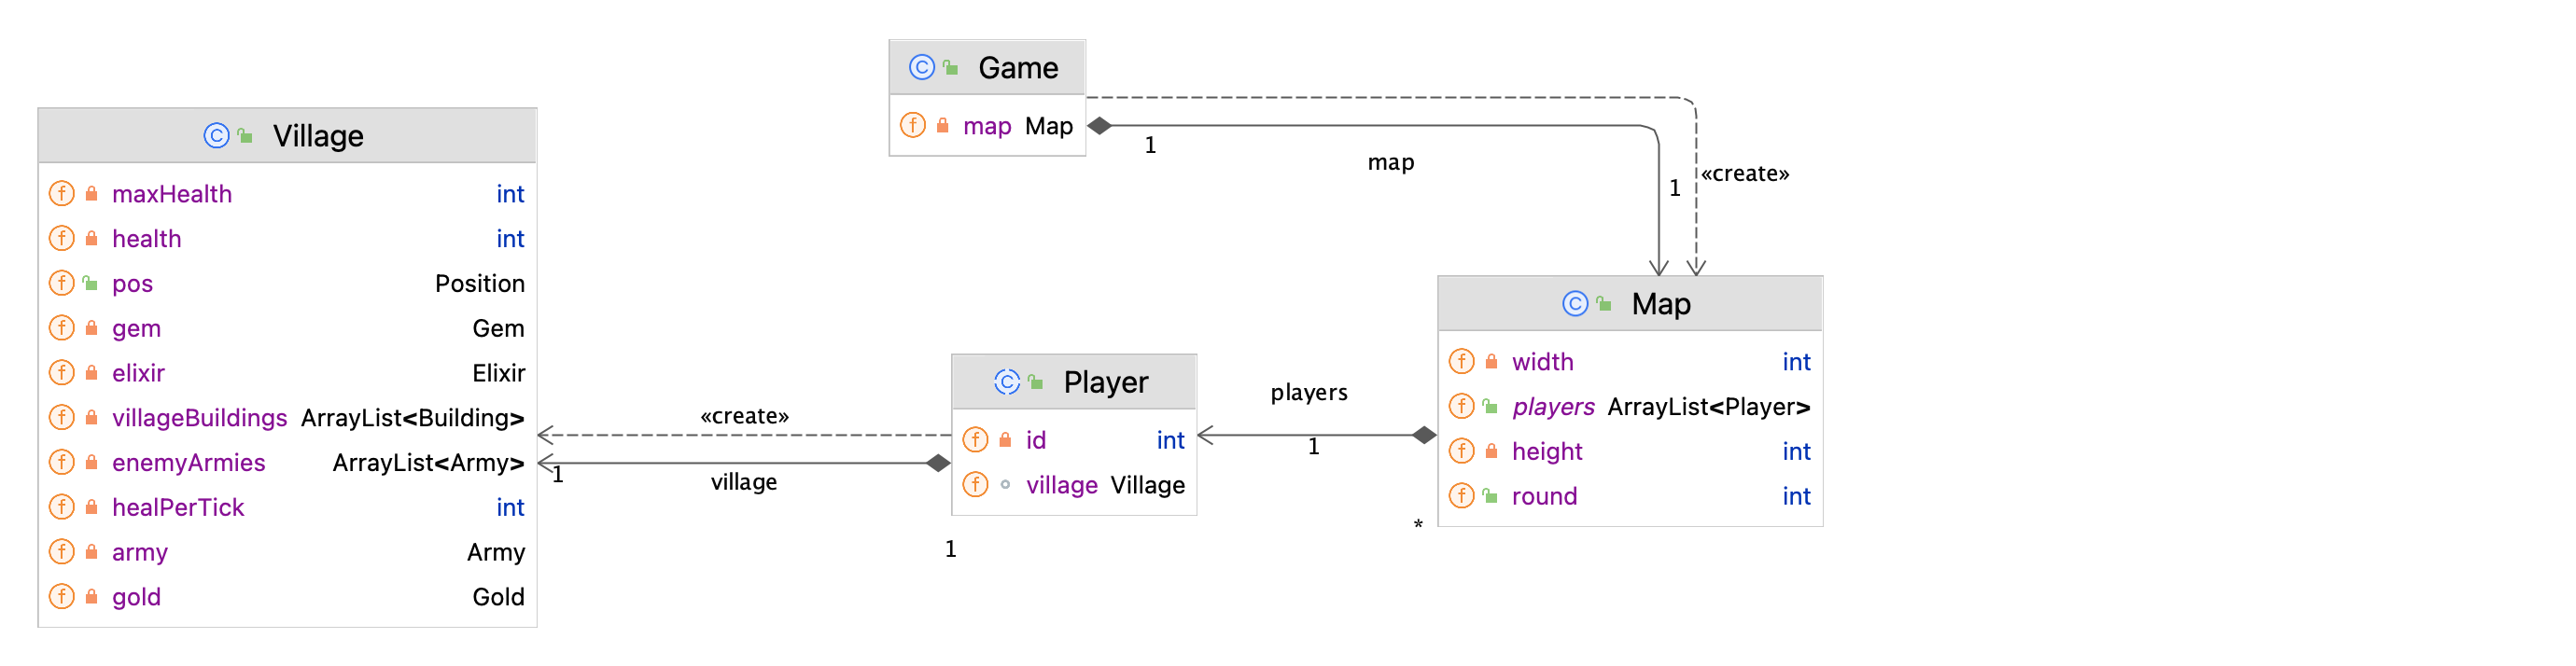 Game
map Map
1
map
1
«create»
Village
maxHealth int
health int
pos Position
gem Gem
elixir Elixir
villageBuildings ArrayList<Building>
enemyArmies ArrayList<Army>
healPerTick int
army Army
gold Gold
«create»
1
village
1
Player
id int
village Village
players
1
*
Map
width int
players ArrayList<Player>
height int
round int